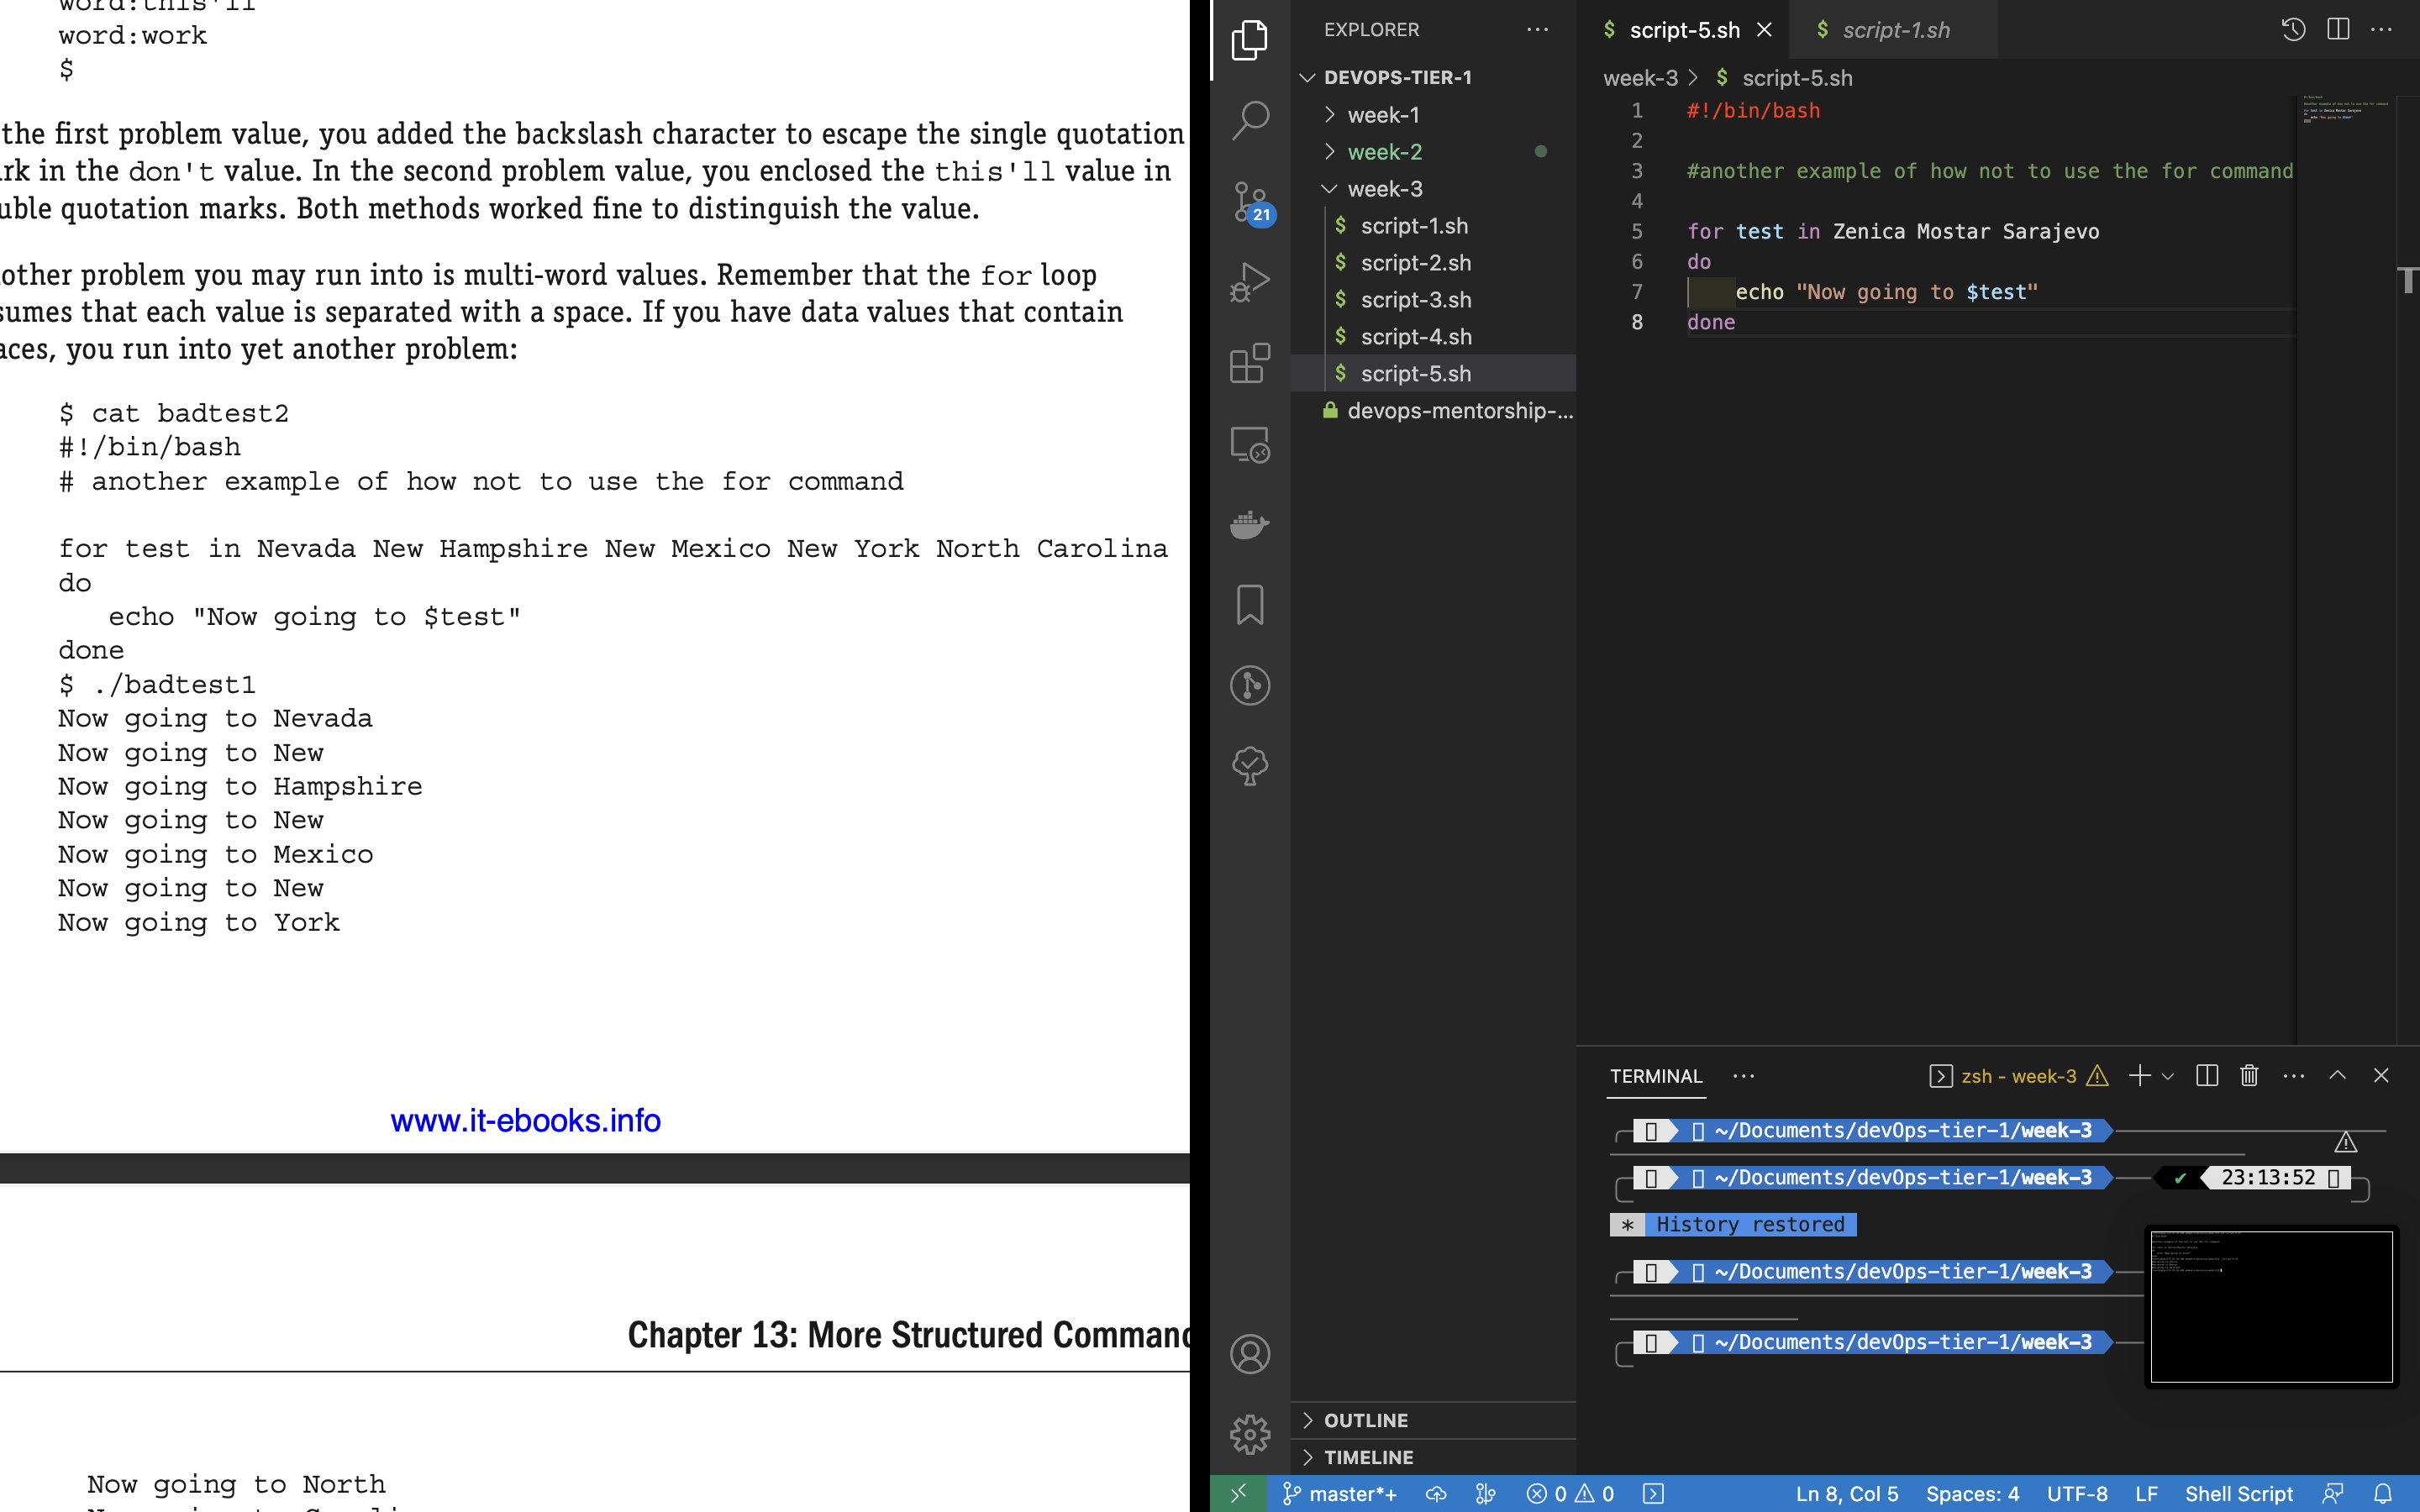 word:this'll
word:work
$
the first problem value, you added the backslash character to escape the single quotation
rk in the don't value. In the second problem value, you enclosed the this'll value in
uble quotation marks. Both methods worked fine to distinguish the value.
other problem you may run into is multi-word values. Remember that the for loop
sumes that each value is separated with a space. If you have data values that contain
aces, you run into yet another problem:
$ cat badtest2
#!/bin/bash
# another example of how not to use the for command
for test in Nevada New Hampshire New Mexico New York North Carolina
do
echo "Now going to $test"
done
$ ./badtest1
Now going to Nevada
Now going to New
Now going to Hampshire
Now going to New
Now going to Mexico
Now going to New
Now going to York
www.it-ebooks.info
Chapter 13: More Structured Comman
Now going to North
EXPLORER
DEVOPS-TIER-1
week-1
week-2
week-3
script-1.sh
script-2.sh
script-3.sh
script-4.sh
script-5.sh
devops-mentorship-...
21
OUTLINE
TIMELINE
$ script-5.sh
$ script-1.sh
week-3 > $ script-5.sh
1 #!/bin/bash
2
3 #another example of how not to use the for command
4
5 for test in Zenica Mostar Sarajevo
6 do
7 echo "Now going to $test"
8 done
TERMINAL
zsh - week-3
~/Documents/devOps-tier-1/week-3
~/Documents/devOps-tier-1/week-3 ✔ 23:13:52
* History restored
~/Documents/devOps-tier-1/week-3
~/Documents/devOps-tier-1/week-3
master*+ 0 0 Ln 8, Col 5 Spaces: 4 UTF-8 LF Shell Script